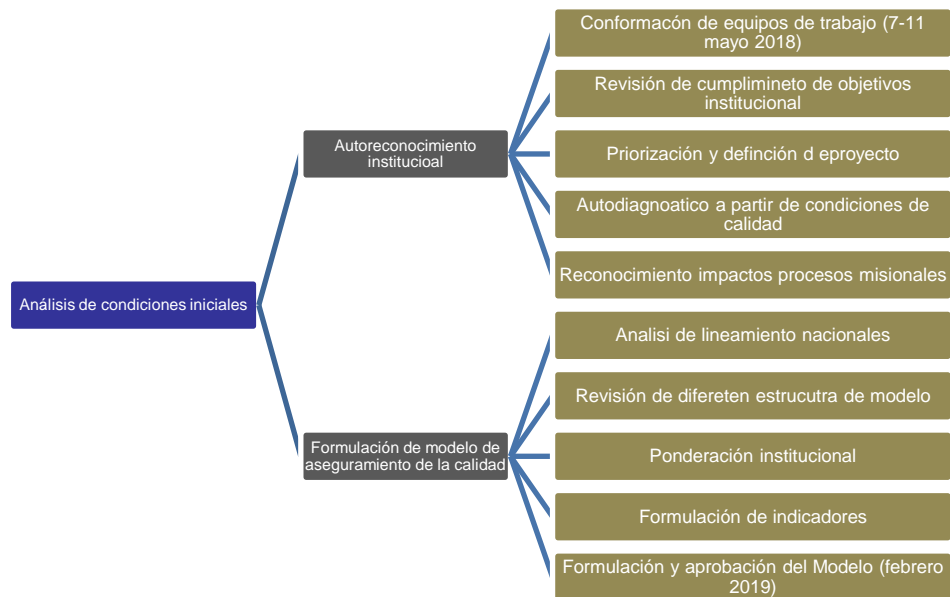 Análisis de condiciones iniciales
Autoreconocimiento
institucioal
Conformacón de equipos de trabajo (7-11
mayo 2018)
Revisión de cumplimineto de objetivos
institucional
Priorización y definción d eproyecto
Autodiagnoatico a partir de condiciones de
calidad
Reconocimiento impactos procesos misionales
Formulación de modelo de
aseguramiento de la calidad
Analisi de lineamiento nacionales
Revisión de difereten estrucutra de modelo
Ponderación institucional
Formulación de indicadores
Formulación y aprobación del Modelo (febrero
2019)